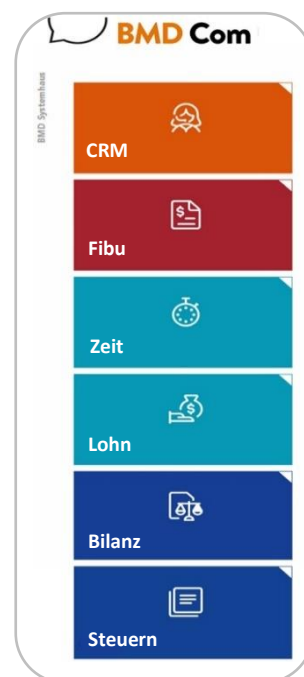 BMD Com
BMD Systemhaus
CRM
Fibu
Zeit
Lohn
Bilanz
Steuern